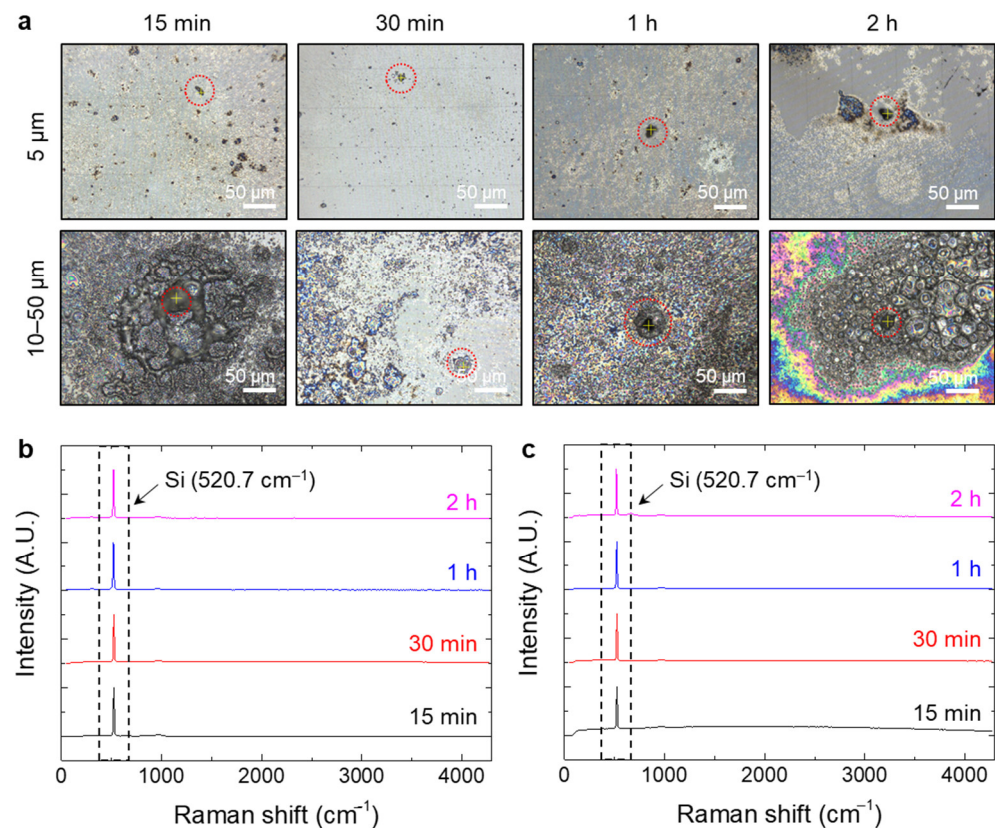 a
15 min 30 min 1 h 2 h
5 µm
50 µm 50 µm 50 µm 50 µm
10–50 µm
50 µm 0 µm 50 µm 50 µm
b
Si (520.7 cm⁻¹)
2 h
1 h
30 min
15 min
Intensity (A.U.)
0 1000 2000 3000 4000
Raman shift (cm⁻¹)
c
Si (520.7 cm⁻¹)
2 h
1 h
30 min
15 min
Intensity (A.U.)
0 1000 2000 3000 4000
Raman shift (cm⁻¹)